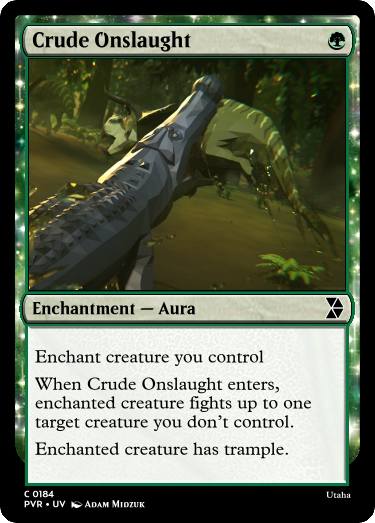 Crude Onslaught
Enchantment — Aura
Enchant creature you control
When Crude Onslaught enters,
enchanted creature fights up to one
target creature you don't control.
Enchanted creature has trample.
C 0184
PVR • UV Adam Midzuk
Utaha